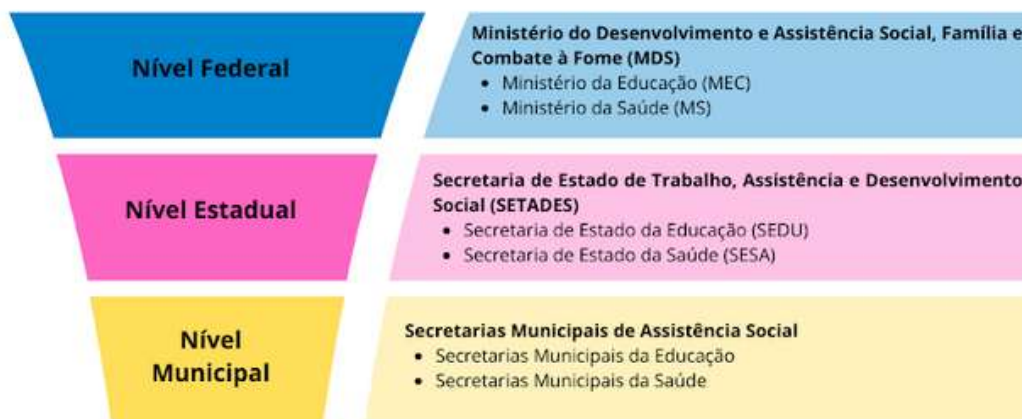 Nível Federal
Ministério do Desenvolvimento e Assistência Social, Família e
Combate à Fome (MDS)
• Ministério da Educação (MEC)
• Ministério da Saúde (MS)
Nível Estadual
Secretaria de Estado de Trabalho, Assistência e Desenvolvimento
Social (SETADES)
• Secretaria de Estado da Educação (SEDU)
• Secretaria de Estado da Saúde (SESA)
Nível
Municipal
Secretarias Municipais de Assistência Social
• Secretarias Municipais da Educação
• Secretarias Municipais da Saúde